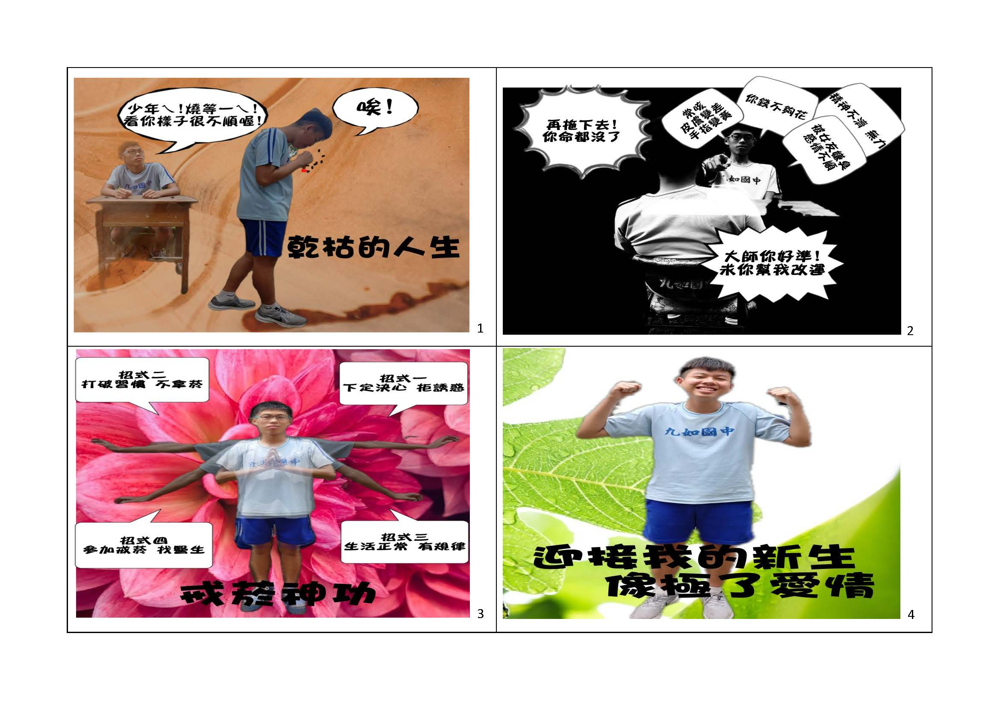 少年ㄟ!燒等一ㄟ!
看你樣子很不順喔!
唉!
九如國中
乾枯的人生
1
再拖下去!
你命都沒了
常咳
皮膚變差
手指變黃
你錢不夠花
精神不濟 無力
被女友嫌臭
感情不順
如國中
大師你好準!
求你幫我改運
九如國
2
招式二
打破習慣 不拿菸
招式一
下定決心 拒誘惑
九如國中
招式四
參加戒菸 找醫生
招式三
生活正常 有規律
戒菸神功
3
九如國中
迎接我的新生
像極了愛情
4